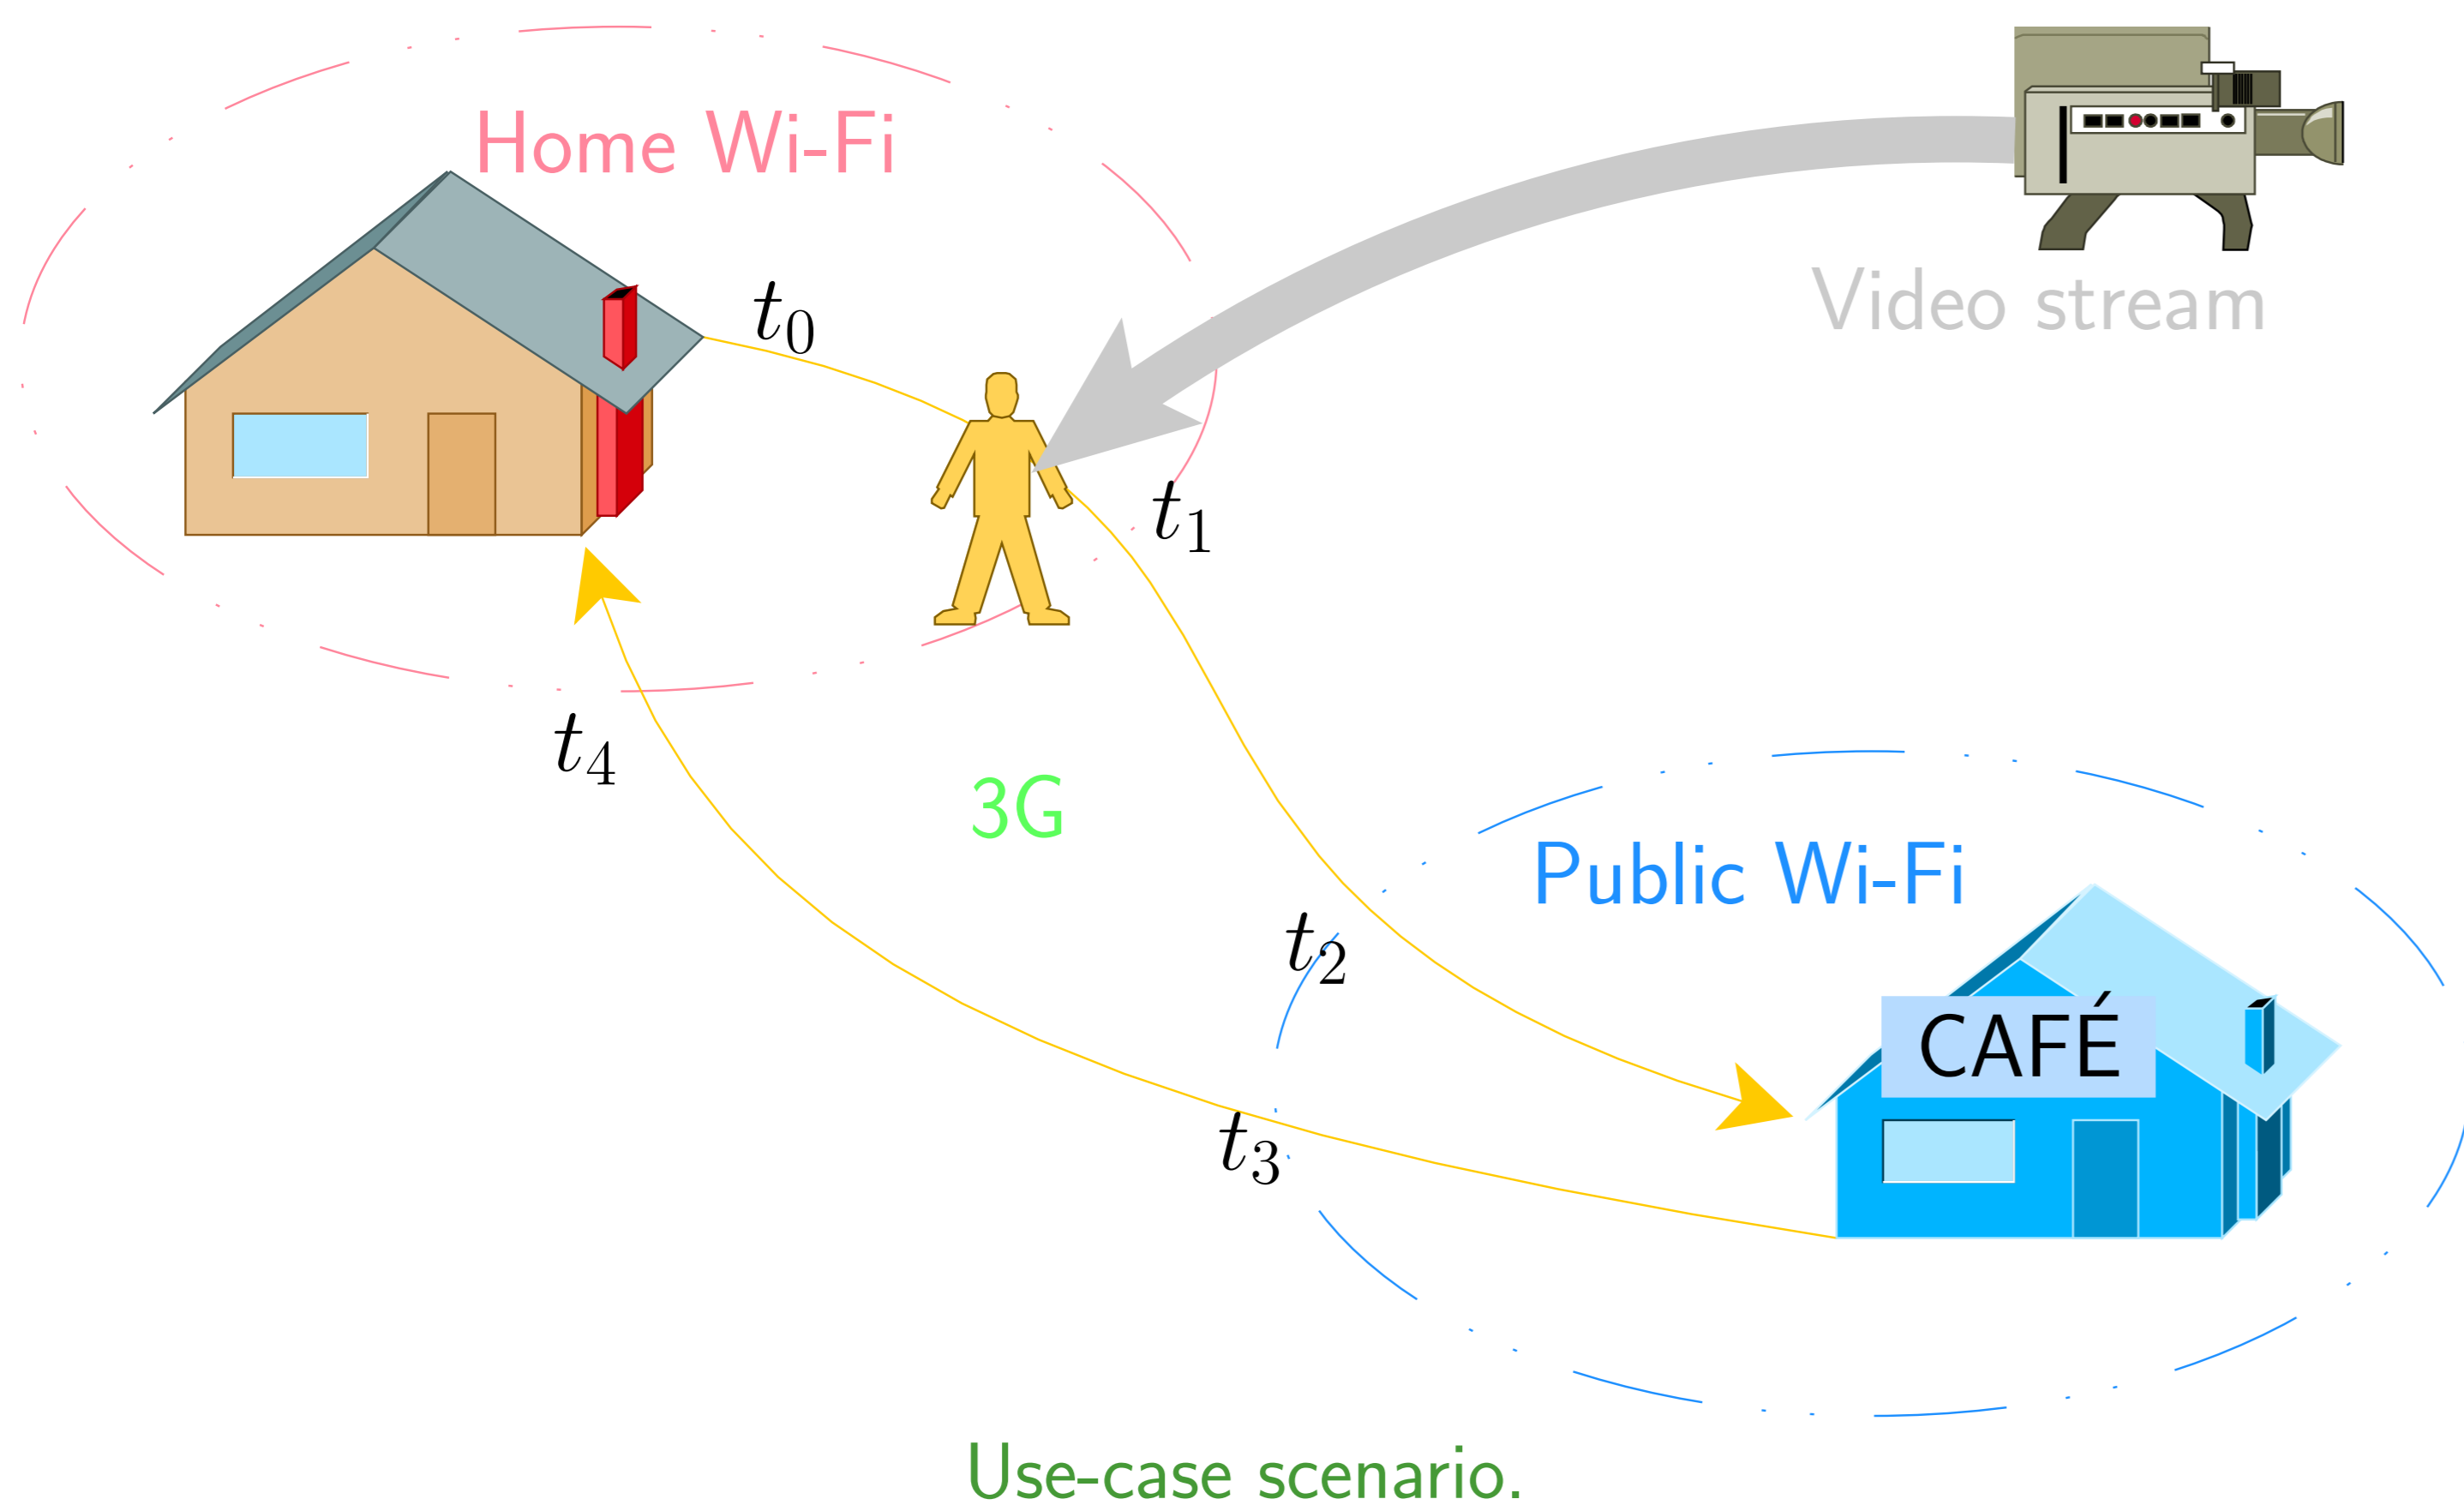 Home Wi-Fi
Video stream
t0
t1
t4
3G
Public Wi-Fi
t2
CAFÉ
t3
Use-case scenario.